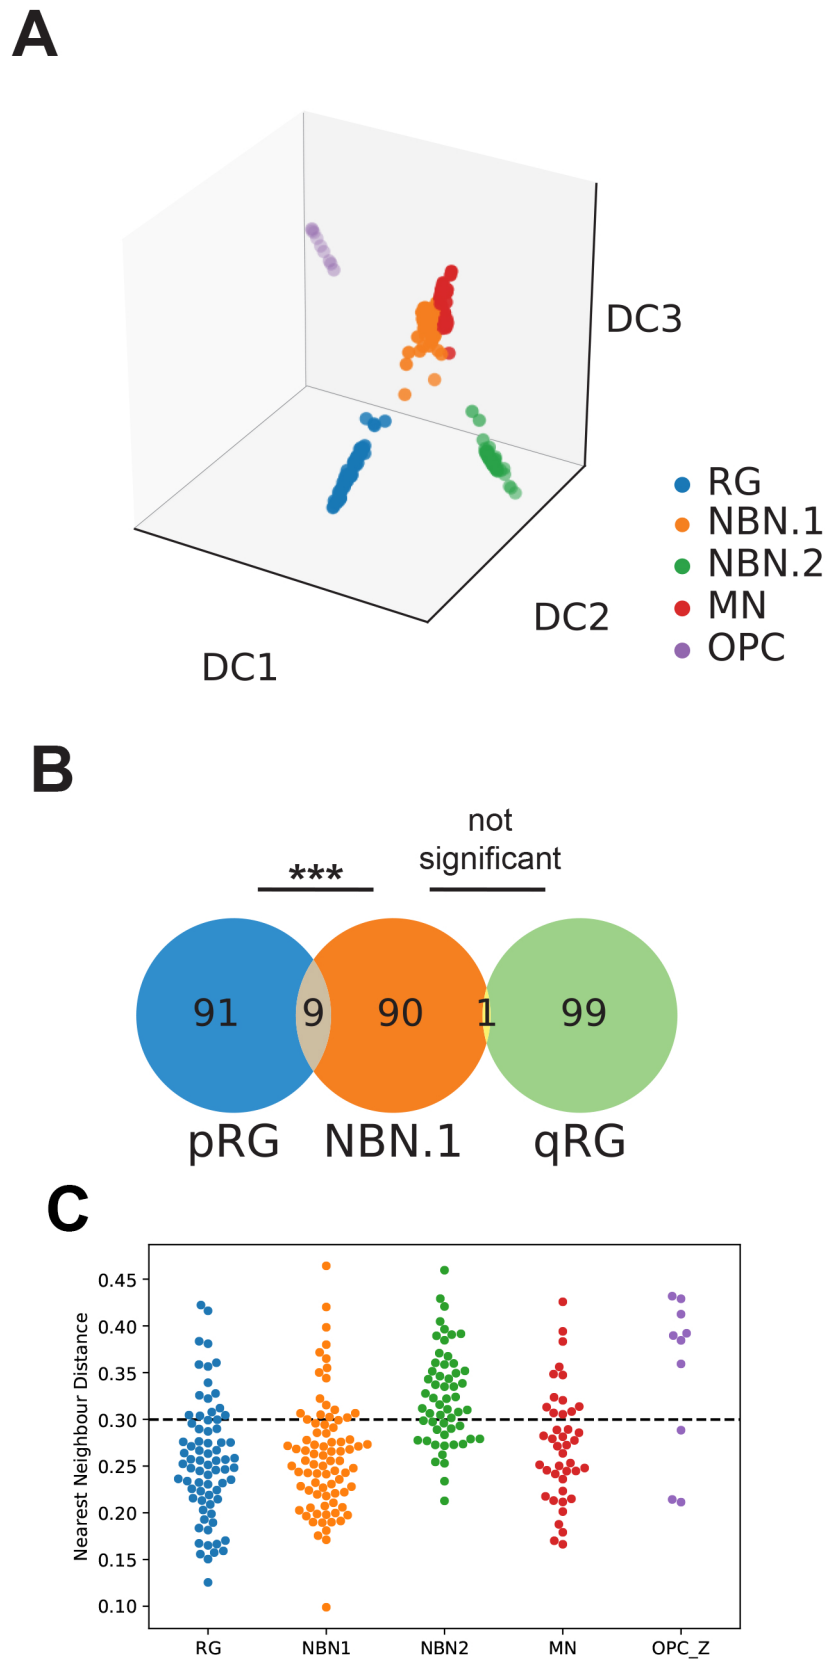 A
DC3
RG
NBN.1
NBN.2
MN
OPC
DC2
DC1
B
not
significant
***
91 9 90 1 99
pRG NBN.1 qRG
C
Nearest Neighbour Distance
0.45
0.40
0.35
0.30
0.25
0.20
0.15
0.10
RG NBN1 NBN2 MN OPC_Z